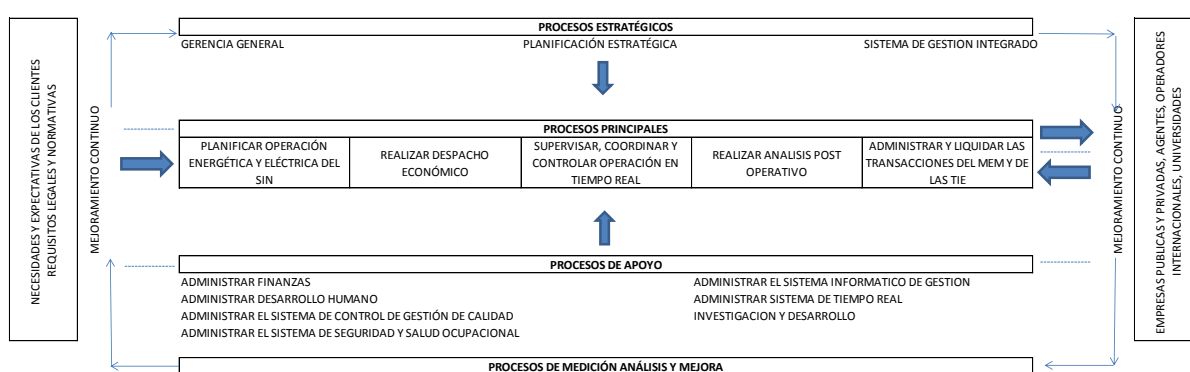 PROCESOS ESTRATÉGICOS
GERENCIA GENERAL
PLANIFICACIÓN ESTRATÉGICA
SISTEMA DE GESTION INTEGRADO
NECESIDADES Y EXPECTATIVAS DE LOS CLIENTES
REQUISITOS LEGALES Y NORMATIVAS
MEJORAMIENTO CONTINUO
PROCESOS PRINCIPALES
PLANIFICAR OPERACIÓN
ENERGÉTICA Y ELÉCTRICA DEL
SIN
REALIZAR DESPACHO
ECONÓMICO
SUPERVISAR, COORDINAR Y
CONTROLAR OPERACIÓN EN
TIEMPO REAL
REALIZAR ANALISIS POST
OPERATIVO
ADMINISTRAR Y LIQUIDAR LAS
TRANSACCIONES DEL MEM Y DE
LAS TIE
MEJORAMIENTO CONTINUO
EMPRESAS PUBLICAS Y PRIVADAS, AGENTES, OPERADORES
INTERNACIONALES, UNIVERSIDADES
PROCESOS DE APOYO
ADMINISTRAR FINANZAS
ADMINISTRAR DESARROLLO HUMANO
ADMINISTRAR EL SISTEMA DE CONTROL DE GESTIÓN DE CALIDAD
ADMINISTRAR EL SISTEMA DE SEGURIDAD Y SALUD OCUPACIONAL
ADMINISTRAR EL SISTEMA INFORMATICO DE GESTION
ADMINISTRAR SISTEMA DE TIEMPO REAL
INVESTIGACION Y DESARROLLO
PROCESOS DE MEDICIÓN ANÁLISIS Y MEJORA